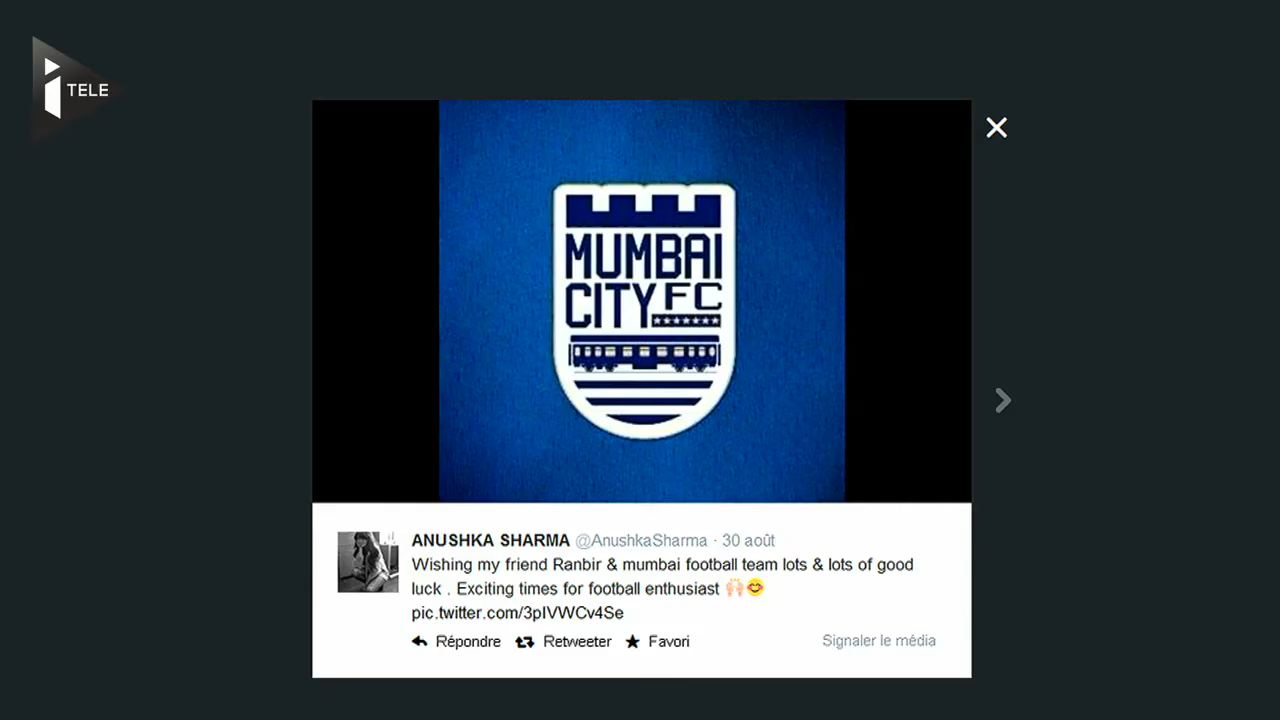 TELE
MUMBAI
CITY FC
ANUSHKA SHARMA @AnushkaSharma · 30 août
Wishing my friend Ranbir & mumbai football team lots & lots of good
luck . Exciting times for football enthusiast 🙌🏻😊
pic.twitter.com/3pIVWCv4Se
Répondre Retweeter Favori Signaler le média